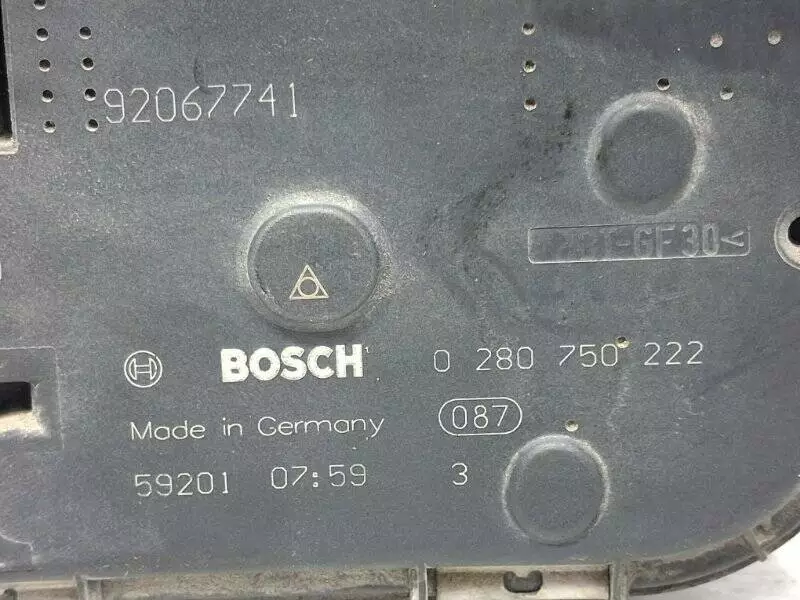 92067741
GF30<
BOSCH 0 280 750 222
Made in Germany 087
59201 07:59 3